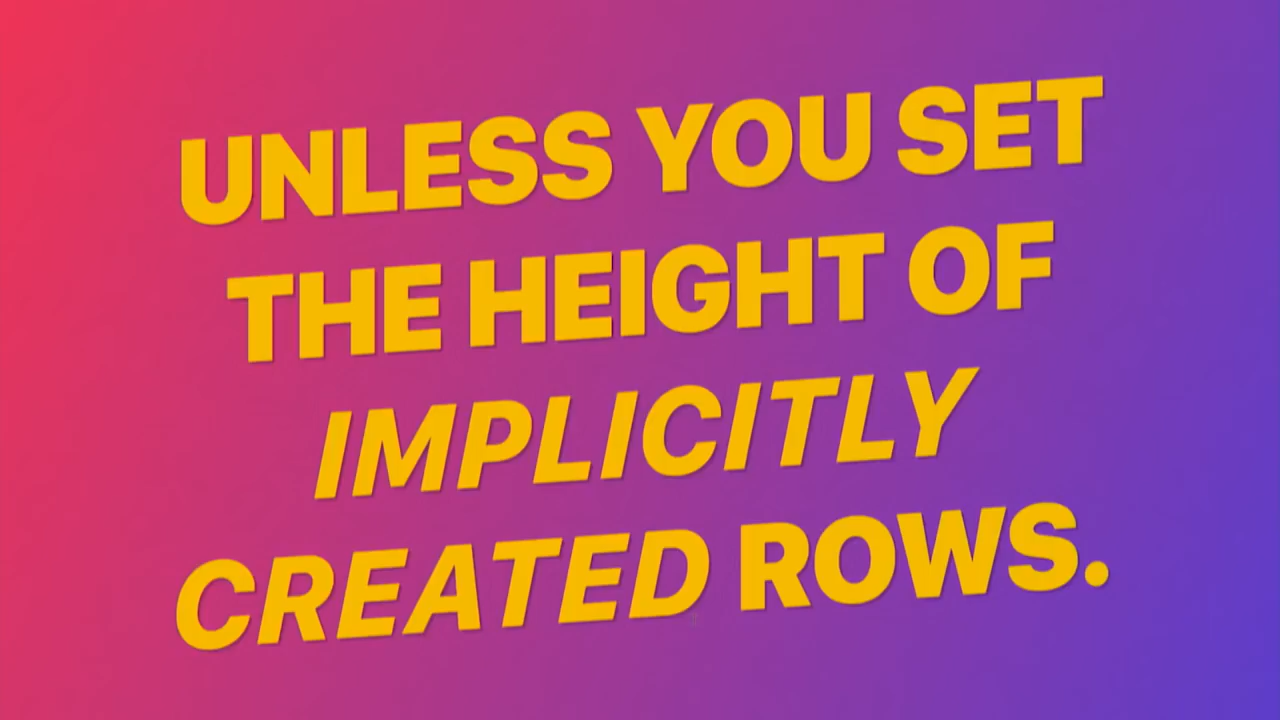 UNLESS YOU SET
THE HEIGHT OF
IMPLICITLY
CREATED ROWS.